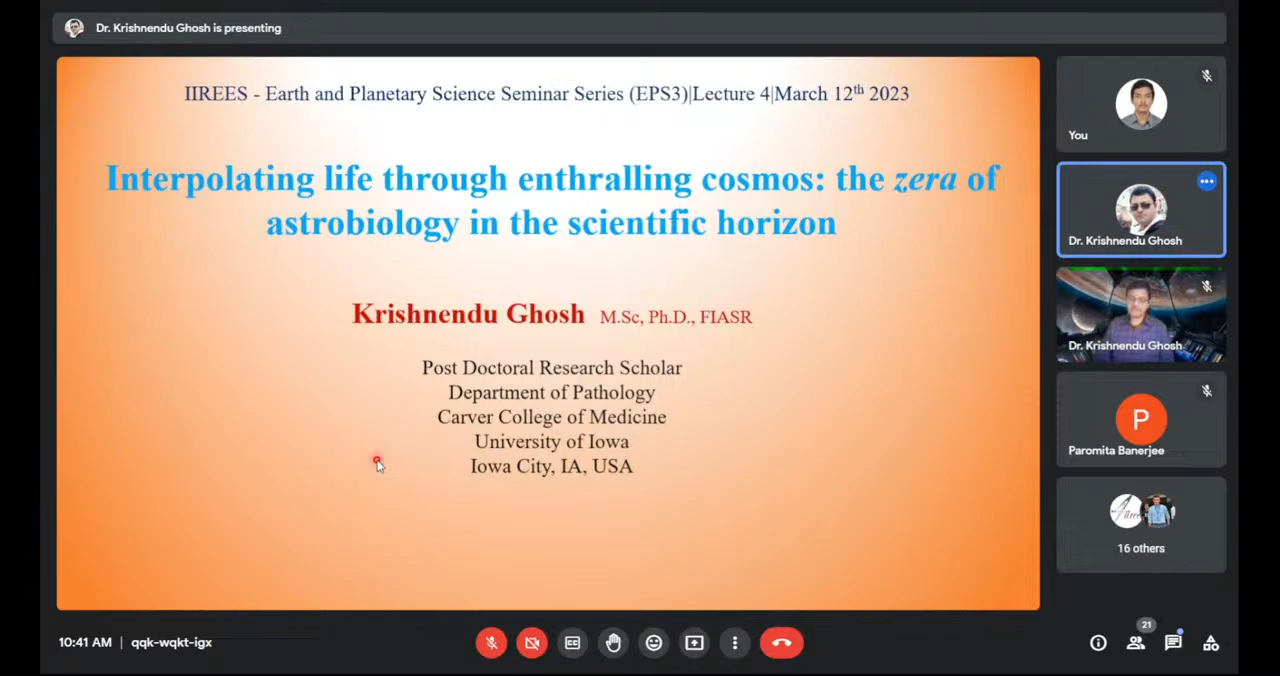 Dr. Krishnendu Ghosh is presenting
IIREES - Earth and Planetary Science Seminar Series (EPS3)|Lecture 4|March 12th 2023
Interpolating life through enthralling cosmos: the zera of
astrobiology in the scientific horizon
Krishnendu Ghosh M.Sc, Ph.D., FIASR
Post Doctoral Research Scholar
Department of Pathology
Carver College of Medicine
University of Iowa
Iowa City, IA, USA
You
Dr. Krishnendu Ghosh
Dr. Krishnendu Ghosh
P
Paromita Banerjee
16 others
10:41 AM | qqk-wqkt-igx
CC
21